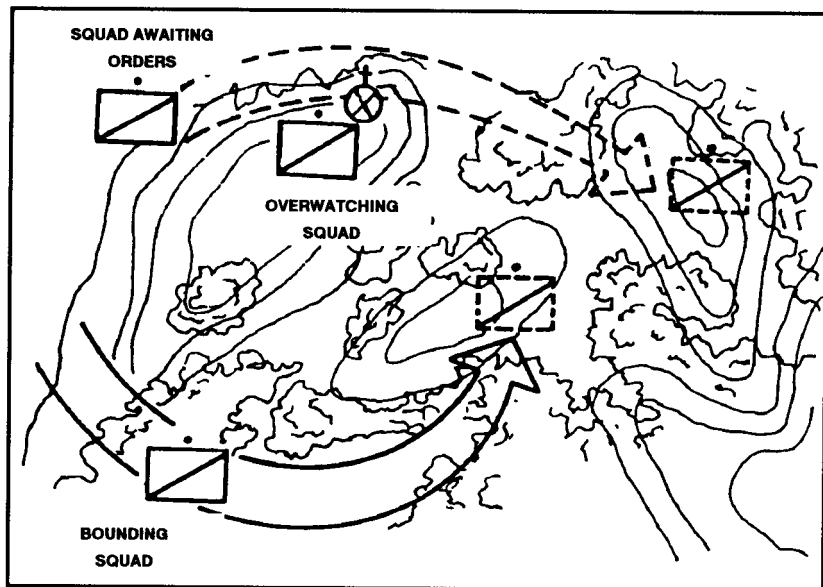 SQUAD AWAITING
ORDERS
OVERWATCHING
SQUAD
BOUNDING
SQUAD